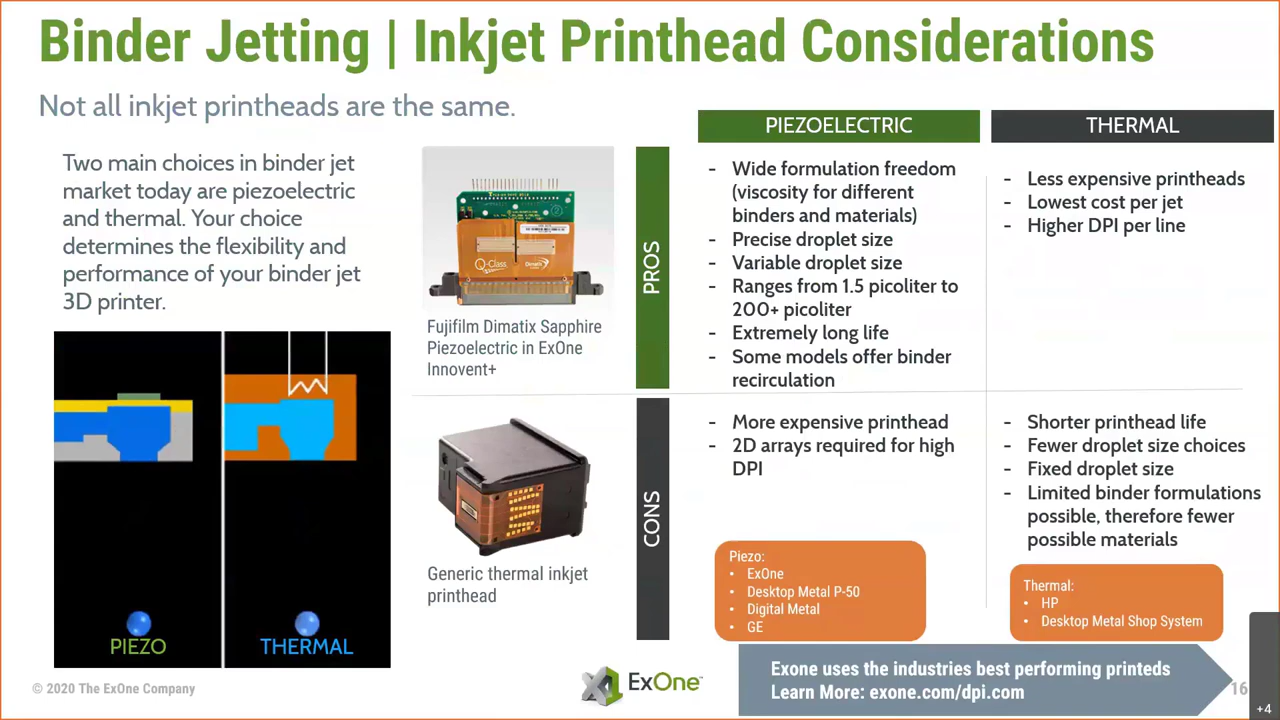 Binder Jetting | Inkjet Printhead Considerations
Not all inkjet printheads are the same.
Two main choices in binder jet
market today are piezoelectric
and thermal. Your choice
determines the flexibility and
performance of your binder jet
3D printer.
PIEZO
THERMAL
Q-Class
Dimatix
Fujifilm Dimatix Sapphire
Piezoelectric in ExOne
Innovent+
Generic thermal inkjet
printhead
PROS
CONS
PIEZOELECTRIC
- Wide formulation freedom
(viscosity for different
binders and materials)
- Precise droplet size
- Variable droplet size
- Ranges from 1.5 picoliter to
200+ picoliter
- Extremely long life
- Some models offer binder
recirculation
- More expensive printhead
- 2D arrays required for high
DPI
Piezo:
• ExOne
• Desktop Metal P-50
• Digital Metal
• GE
THERMAL
- Less expensive printheads
- Lowest cost per jet
- Higher DPI per line
- Shorter printhead life
- Fewer droplet size choices
- Fixed droplet size
- Limited binder formulations
possible, therefore fewer
possible materials
Thermal:
• HP
• Desktop Metal Shop System
Exone uses the industries best performing printeds
Learn More: exone.com/dpi.com
© 2020 The ExOne Company
ExOne™
16
+4